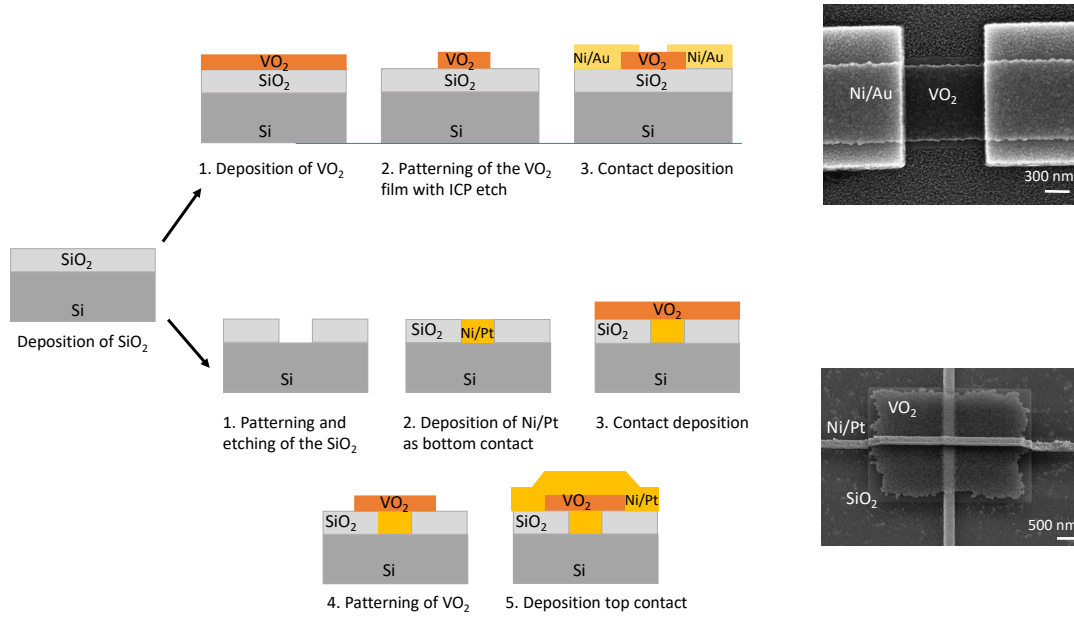 VO₂
SiO₂
Si
1. Deposition of VO₂
VO₂
SiO₂
Si
2. Patterning of the VO₂
film with ICP etch
Ni/Au
VO₂
Ni/Au
SiO₂
Si
3. Contact deposition
Ni/Au
VO₂
300 nm
SiO₂
Si
Deposition of SiO₂
Si
1. Patterning and
etching of the SiO₂
SiO₂
Ni/Pt
Si
2. Deposition of Ni/Pt
as bottom contact
VO₂
SiO₂
Si
3. Contact deposition
VO₂
Ni/Pt
SiO₂
500 nm
VO₂
SiO₂
Si
4. Patterning of VO₂
VO₂
Ni/Pt
SiO₂
Si
5. Deposition top contact